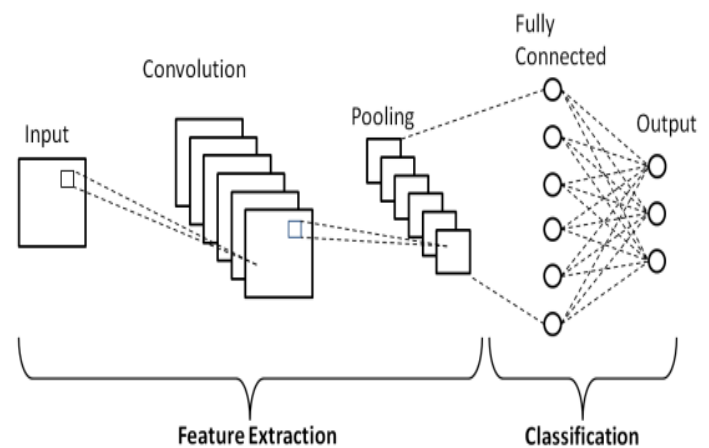 Fully
Connected
Convolution
Pooling
Input
Output
Feature Extraction
Classification